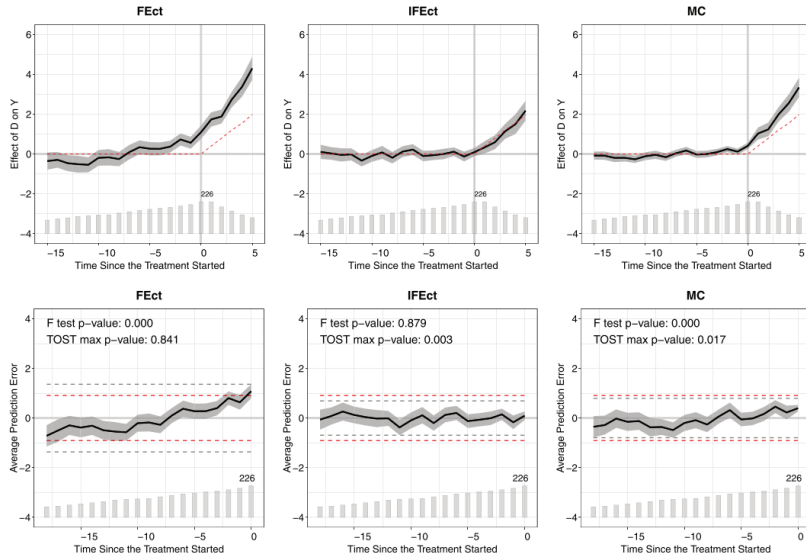 FEct
IFEct
MC
Effect of D on Y
6
4
2
0
−2
−4
226
−15
−10
−5
0
5
Time Since the Treatment Started
Effect of D on Y
6
4
2
0
−2
−4
226
−15
−10
−5
0
5
Time Since the Treatment Started
Effect of D on Y
6
4
2
0
−2
−4
226
−15
−10
−5
0
5
Time Since the Treatment Started
FEct
IFEct
MC
Average Prediction Error
4
2
0
−2
−4
F test p-value: 0.000
TOST max p-value: 0.841
226
−15
−10
−5
0
Time Since the Treatment Started
Average Prediction Error
4
2
0
−2
−4
F test p-value: 0.879
TOST max p-value: 0.003
226
−15
−10
−5
0
Time Since the Treatment Started
Average Prediction Error
4
2
0
−2
−4
F test p-value: 0.000
TOST max p-value: 0.017
226
−15
−10
−5
0
Time Since the Treatment Started